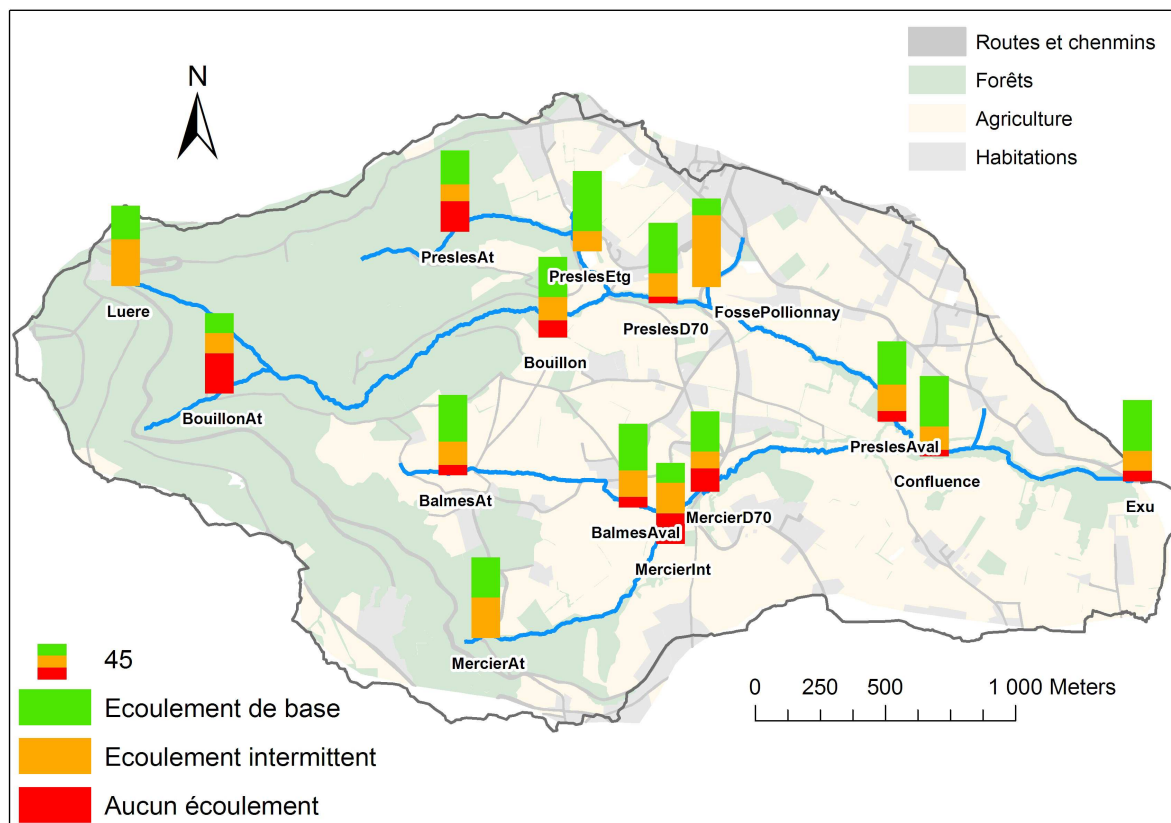 Routes et chenmins
Forêts
Agriculture
Habitations
N
PreslesAt
PreslesEtg
Luere
FossePollionnay
PreslesD70
Bouillon
BouillonAt
PreslesAval
Confluence
BalmesAt
Exu
MercierD70
BalmesAval
MercierInt
MercierAt
45
Ecoulement de base
Ecoulement intermittent
Aucun écoulement
0 250 500 1 000 Meters